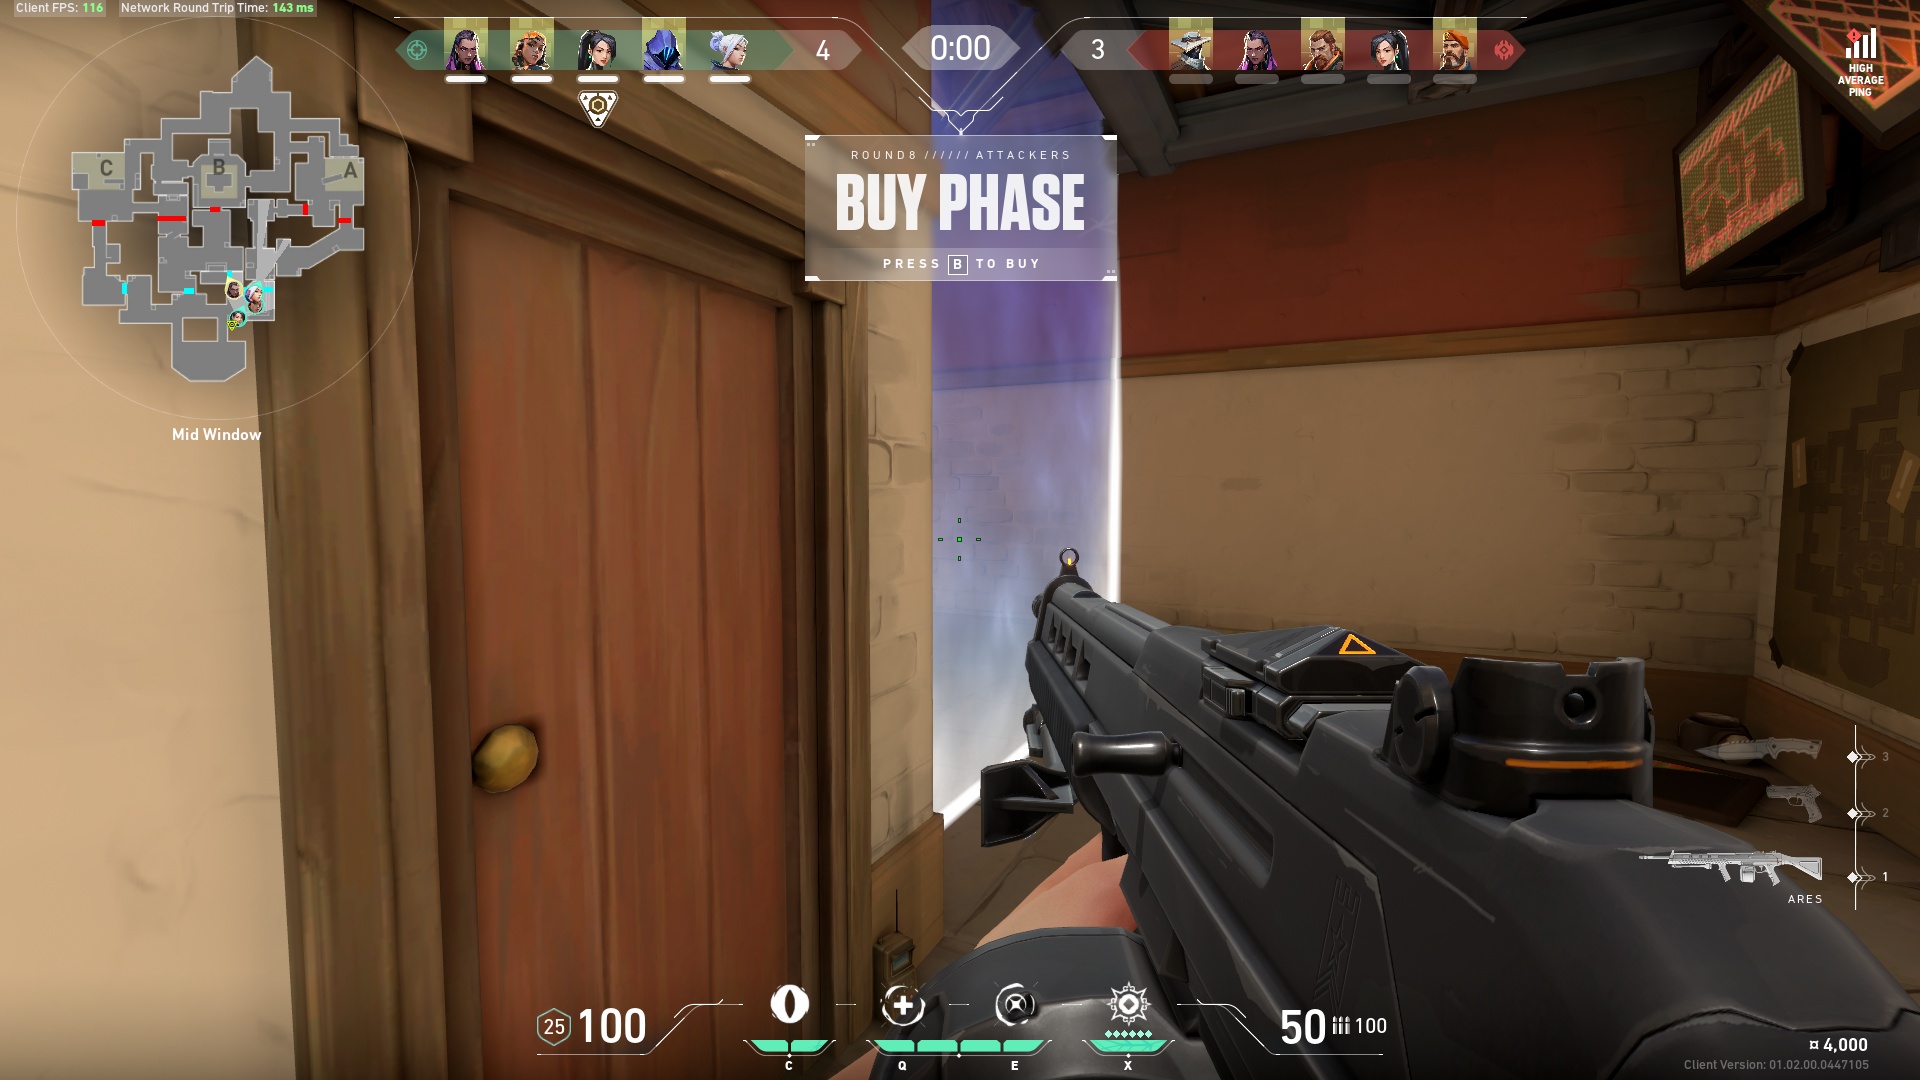 Client FPS: 116 Network Round Trip Time: 143 ms
4 0:00 3
HIGH
AVERAGE
PING
ROUND 8 ////// ATTACKERS
BUY PHASE
PRESS B TO BUY
C B A
Mid Window
3
2
1
ARES
25 100
50 100
C Q E X
¤ 4,000
Client Version: 01.02.00.0447105